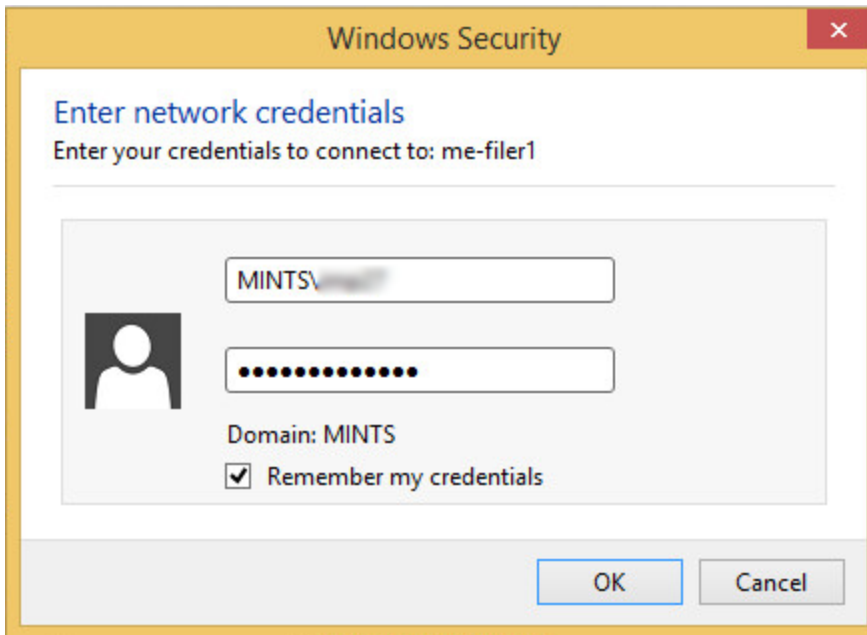 Windows Security
Enter network credentials
Enter your credentials to connect to: me-filer1
MINTS\
•••••••••••••
Domain: MINTS
Remember my credentials
OK
Cancel